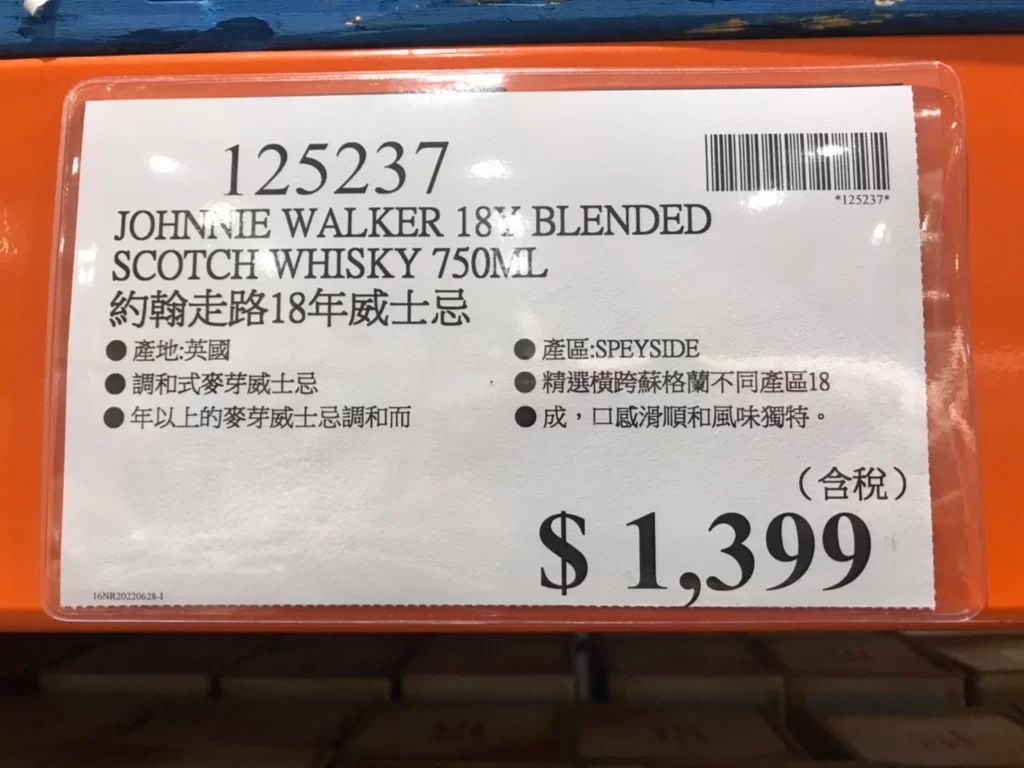 125237
*125237*
JOHNNIE WALKER 18Y BLENDED
SCOTCH WHISKY 750ML
約翰走路18年威士忌
●產地:英國
●產區:SPEYSIDE
●調和式麥芽威士忌
●精選橫跨蘇格蘭不同產區18
●年以上的麥芽威士忌調和而
●成，口感滑順和風味獨特。
（含稅）
$ 1,399
16NR20220628-1